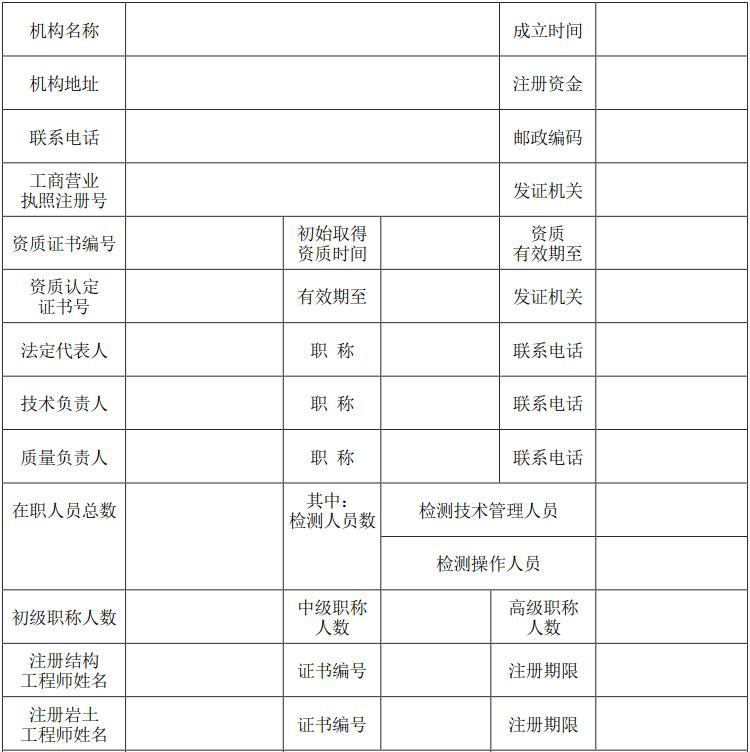 机构名称 成立时间
机构地址 注册资金
联系电话 邮政编码
工商营业
执照注册号 发证机关
资质证书编号 初始取得
资质时间 资质
有效期至
资质认定
证书号 有效期至 发证机关
法定代表人 职 称 联系电话
技术负责人 职 称 联系电话
质量负责人 职 称 联系电话
在职人员总数 其中：
检测人员数 检测技术管理人员
检测操作人员
初级职称人数 中级职称
人数 高级职称
人数
注册结构
工程师姓名 证书编号 注册期限
注册岩土
工程师姓名 证书编号 注册期限